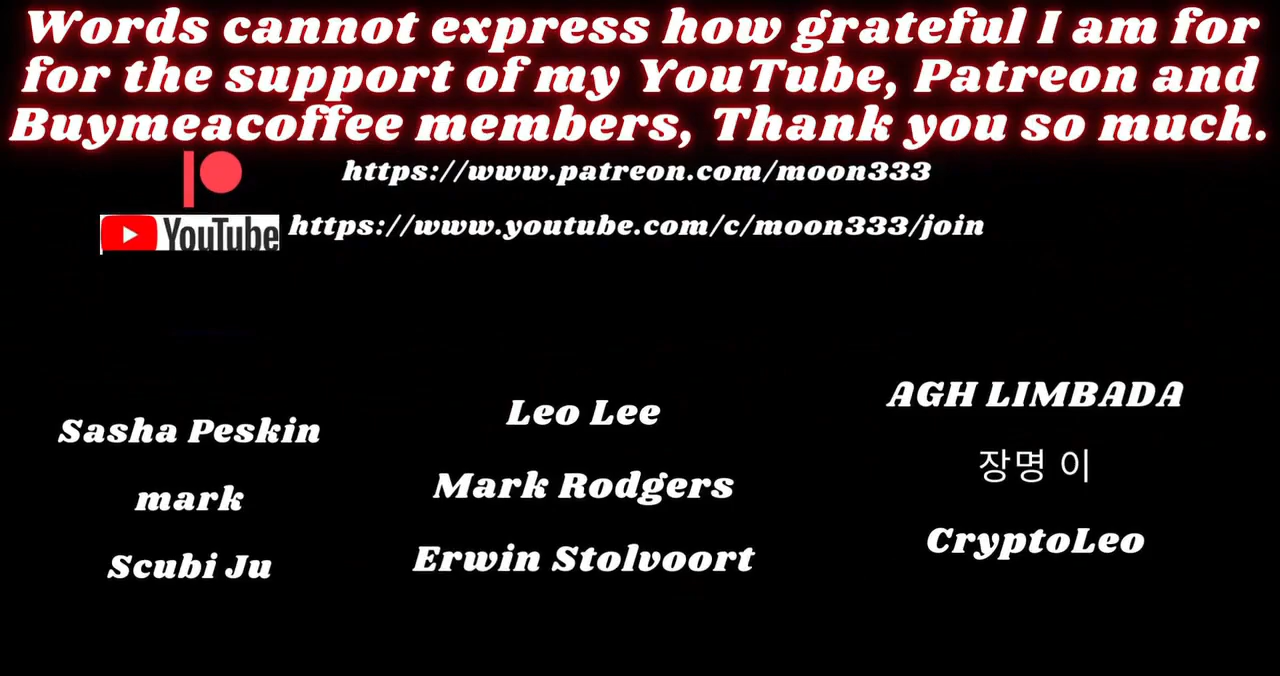 Words cannot express how grateful I am for
for the support of my YouTube, Patreon and
Buymeacoffee members, Thank you so much.
https://www.patreon.com/moon333
YouTube https://www.youtube.com/c/moon333/join
Sasha Peskin
mark
Scubi Ju
Leo Lee
Mark Rodgers
Erwin Stolvoort
AGH LIMBADA
장명 이
CryptoLeo